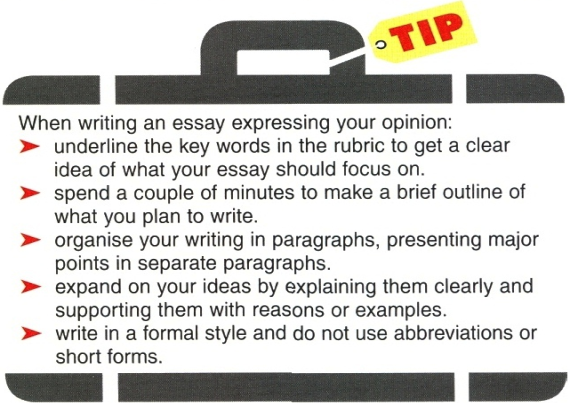 TIP
When writing an essay expressing your opinion:
underline the key words in the rubric to get a clear
idea of what your essay should focus on.
spend a couple of minutes to make a brief outline of
what you plan to write.
organise your writing in paragraphs, presenting major
points in separate paragraphs.
expand on your ideas by explaining them clearly and
supporting them with reasons or examples.
write in a formal style and do not use abbreviations or
short forms.